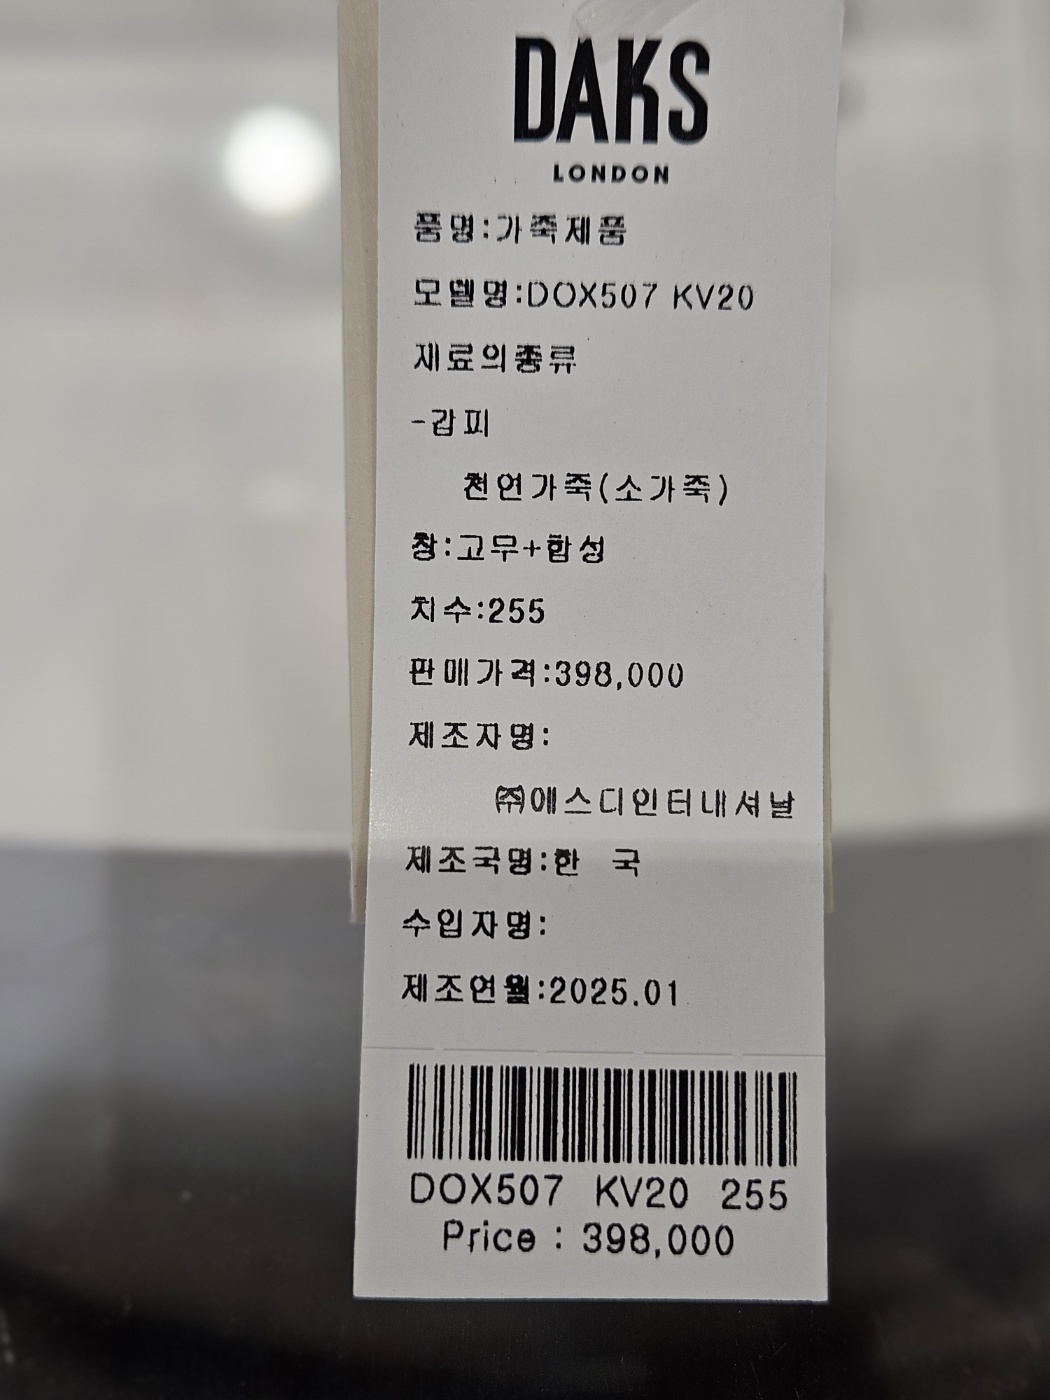 DAKS
LONDON
품명:가죽제품
모델명:DOX507 KV20
재료의종류
-갑피
천연가죽(소가죽)
창:고무+합성
치수:255
판매가격:398,000
제조자명:
㈜에스디인터내셔날
제조국명:한 국
수입자명:
제조연월:2025.01
DOX507 KV20 255
Price : 398,000